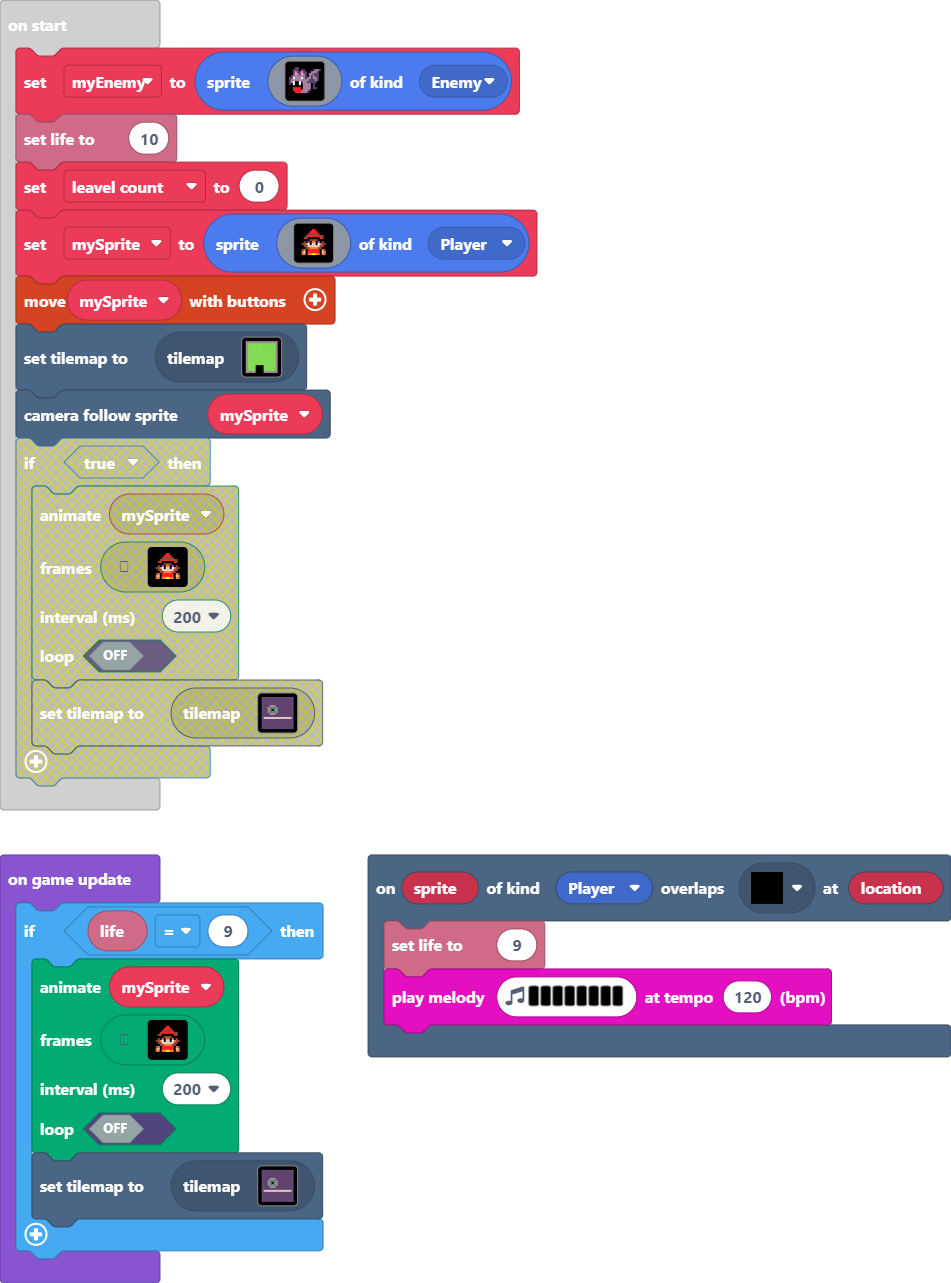 on start
set myEnemy to sprite of kind Enemy
set life to 10
set leavel count to 0
set mySprite to sprite of kind Player
move mySprite with buttons
set tilemap to tilemap
camera follow sprite mySprite
if true then
animate mySprite
frames
interval (ms) 200
loop OFF
set tilemap to tilemap
on game update
if life = 9 then
animate mySprite
frames
interval (ms) 200
loop OFF
set tilemap to tilemap
on sprite of kind Player overlaps at location
set life to 9
play melody at tempo 120 (bpm)